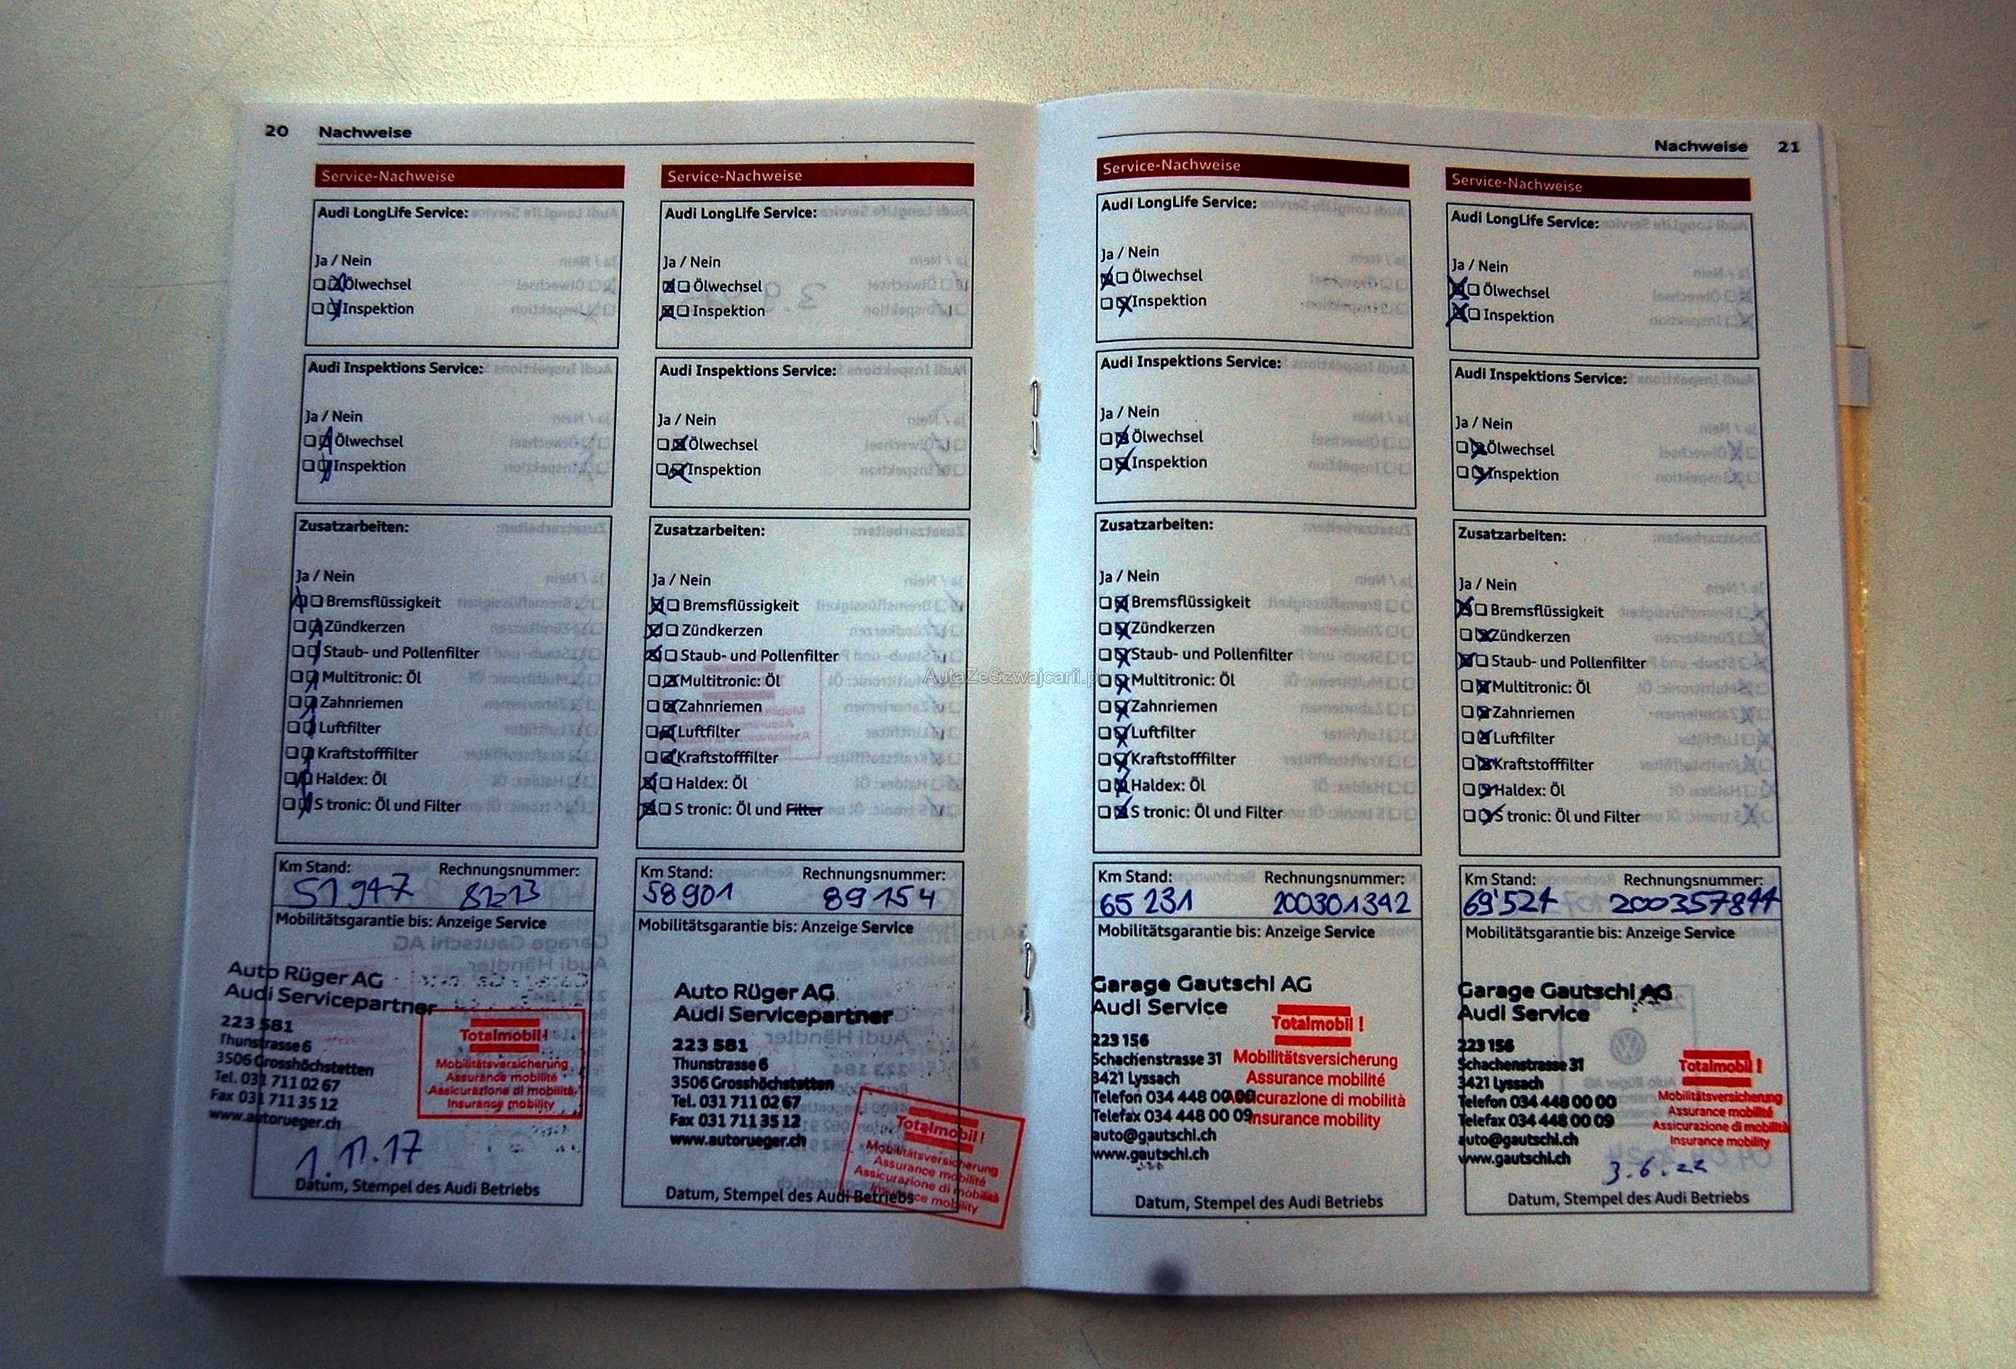 20 Nachweise
Service-Nachweise
Audi LongLife Service:
Ja / Nein
Ölwechsel
Inspektion
Audi Inspektions Service:
Ja / Nein
Ölwechsel
Inspektion
Zusatzarbeiten:
Ja / Nein
Bremsflüssigkeit
Zündkerzen
Staub- und Pollenfilter
Multitronic: Öl
Zahnriemen
Luftfilter
Kraftstofffilter
Haldex: Öl
S tronic: Öl und Filter
Km Stand: Rechnungsnummer:
51947 81213
Mobilitätsgarantie bis: Anzeige Service
Auto Rüger AG
Audi Servicepartner
223 581
Thunstrasse 6
3506 Grosshöchstetten
Tel. 031 711 02 67
Fax 031 711 35 12
www.autorueger.ch
Totalmobil!
Mobilitätsversicherung
Assurance mobilité
Assicurazione di mobilità
Insurance mobility
1.11.17
Datum, Stempel des Audi Betriebs
Service-Nachweise
Audi LongLife Service:
Ja / Nein
Ölwechsel
Inspektion
Audi Inspektions Service:
Ja / Nein
Ölwechsel
Inspektion
Zusatzarbeiten:
Ja / Nein
Bremsflüssigkeit
Zündkerzen
Staub- und Pollenfilter
Multitronic: Öl
Zahnriemen
Luftfilter
Kraftstofffilter
Haldex: Öl
S tronic: Öl und Filter
Km Stand: Rechnungsnummer:
58901 89154
Mobilitätsgarantie bis: Anzeige Service
Auto Rüger AG
Audi Servicepartner
223 581
Thunstrasse 6
3506 Grosshöchstetten
Tel. 031 711 02 67
Fax 031 711 35 12
www.autorueger.ch
Totalmobil!
Mobilitätsversicherung
Assurance mobilité
Assicurazione di mobilità
Insurance mobility
Datum, Stempel des Audi Betriebs
AutaZeSzwajcarii.pl
Nachweise 21
Service-Nachweise
Audi LongLife Service:
Ja / Nein
Ölwechsel
Inspektion
Audi Inspektions Service:
Ja / Nein
Ölwechsel
Inspektion
Zusatzarbeiten:
Ja / Nein
Bremsflüssigkeit
Zündkerzen
Staub- und Pollenfilter
Multitronic: Öl
Zahnriemen
Luftfilter
Kraftstofffilter
Haldex: Öl
S tronic: Öl und Filter
Km Stand: Rechnungsnummer:
65 231 200301392
Mobilitätsgarantie bis: Anzeige Service
Garage Gautschi AG
Audi Service
223 156
Schachenstrasse 31
3421 Lyssach
Telefon 034 448 00 00
Telefax 034 448 00 09
auto@gautschi.ch
www.gautschi.ch
Totalmobil!
Mobilitätsversicherung
Assurance mobilité
Assicurazione di mobilità
Insurance mobility
Datum, Stempel des Audi Betriebs
Service-Nachweise
Audi LongLife Service:
Ja / Nein
Ölwechsel
Inspektion
Audi Inspektions Service:
Ja / Nein
Ölwechsel
Inspektion
Zusatzarbeiten:
Ja / Nein
Bremsflüssigkeit
Zündkerzen
Staub- und Pollenfilter
Multitronic: Öl
Zahnriemen
Luftfilter
Kraftstofffilter
Haldex: Öl
S tronic: Öl und Filter
Km Stand: Rechnungsnummer:
69'527
Mobilitätsgarantie bis: Anzeige Service
Garage Gautschi AG
Audi Service
223 156
Schachenstrasse 31
3421 Lyssach
Telefon 034 448 00 00
Telefax 034 448 00 09
auto@gautschi.ch
www.gautschi.ch
Totalmobil!
Mobilitätsversicherung
Assurance mobilité
Assicurazione di mobilità
Insurance mobility
3.6.22
Datum, Stempel des Audi Betriebs